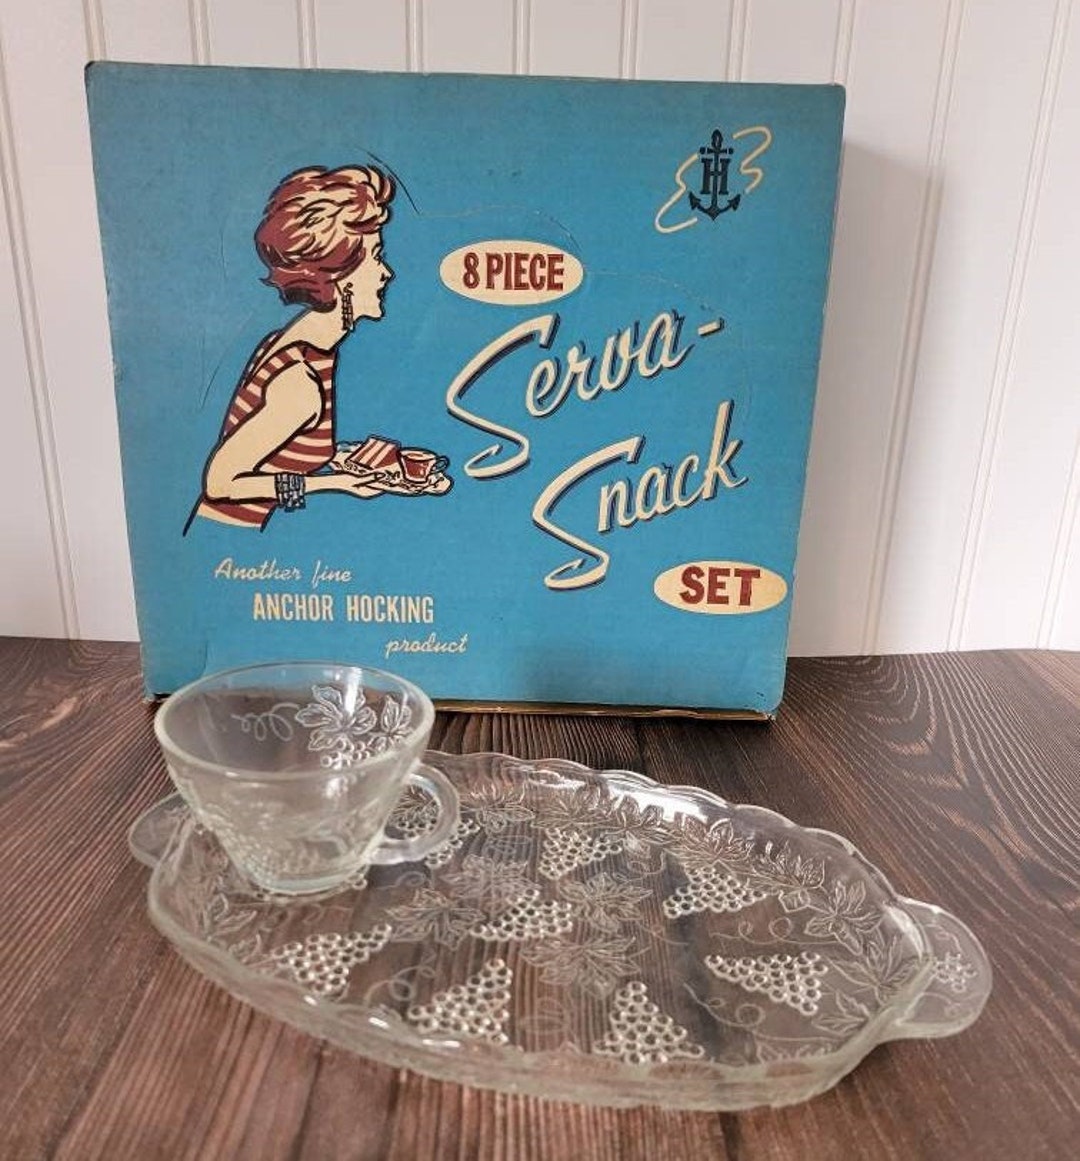 8 PIECE
Serva-
Snack
SET
Another fine
ANCHOR HOCKING
product
H